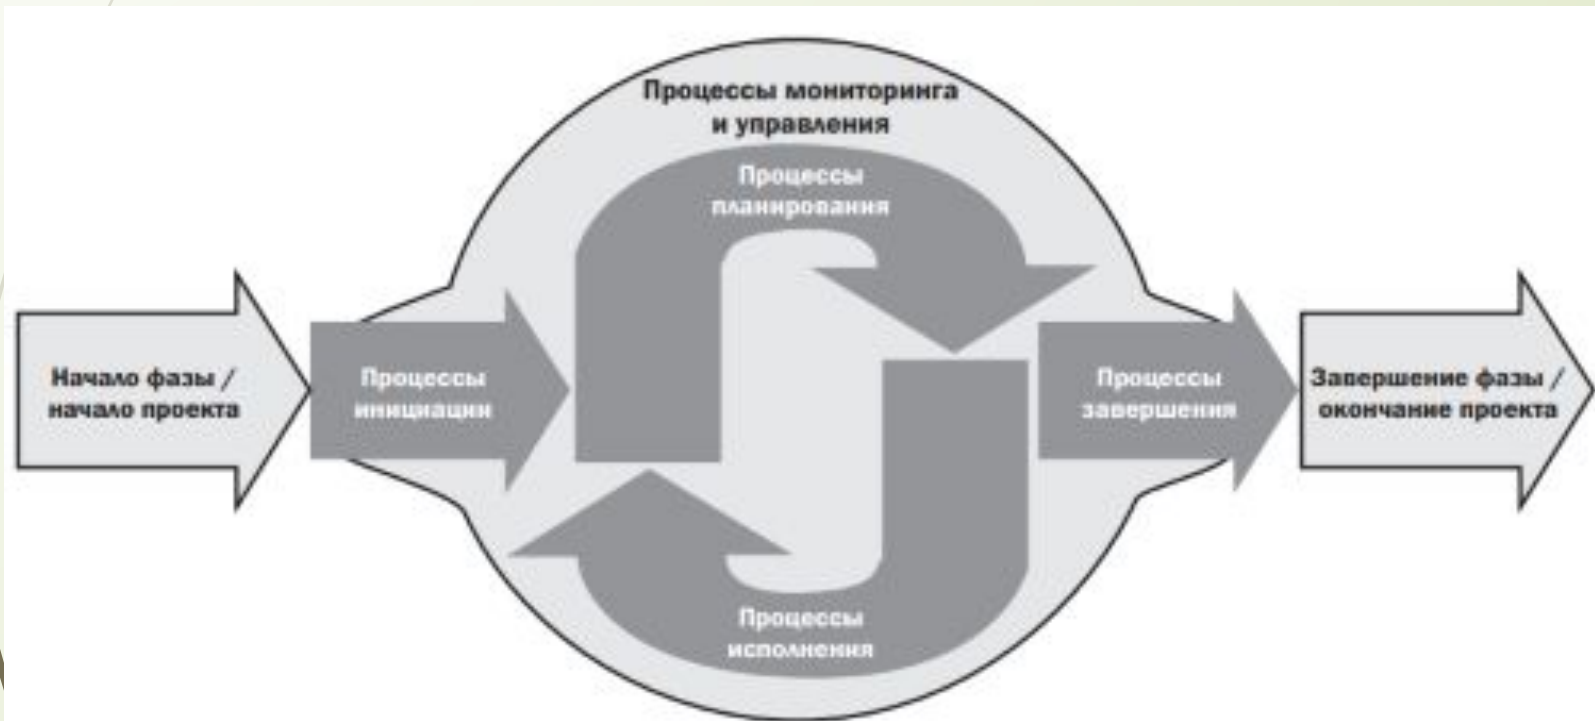 Процессы мониторинга
и управления
Процессы
планирования
Начало фазы /
начало проекта
Процессы
инициации
Процессы
завершения
Завершение фазы /
окончание проекта
Процессы
исполнения